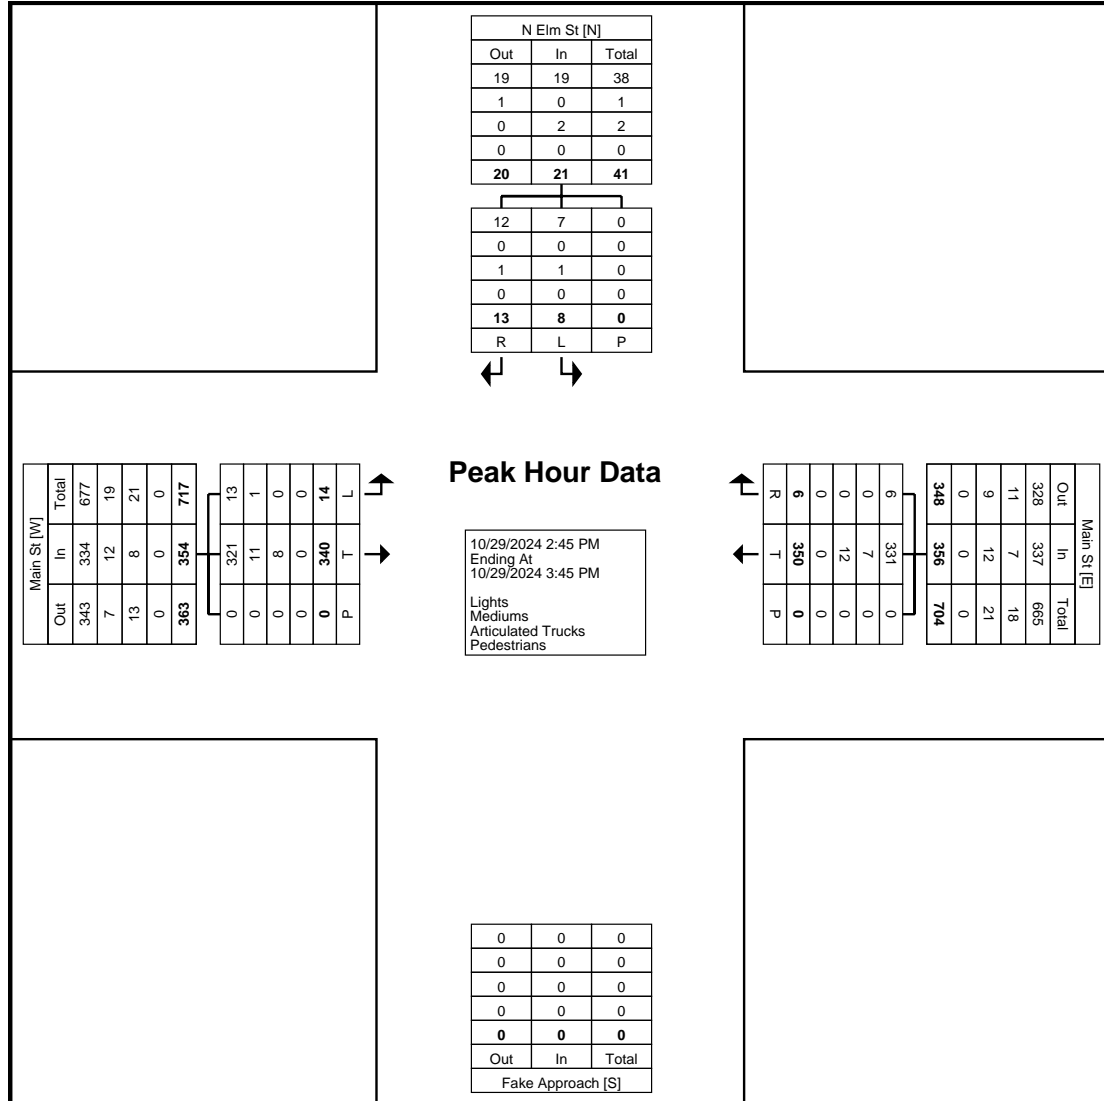 N Elm St [N]
Out In Total
19 19 38
1 0 1
0 2 2
0 0 0
20 21 41
12 7 0
0 0 0
1 1 0
0 0 0
13 8 0
R L P
Peak Hour Data
10/29/2024 2:45 PM
Ending At
10/29/2024 3:45 PM
Lights
Mediums
Articulated Trucks
Pedestrians
Main St [W]
Out In Total
343 334 677
7 12 19
13 8 21
0 0 0
363 354 717
0 321 13
0 11 1
0 8 0
0 0 0
0 340 14
P T L
Main St [E]
Out In Total
328 337 665
11 7 18
9 12 21
0 0 0
348 356 704
6 331 0
0 7 0
0 12 0
0 0 0
6 350 0
R T P
0 0 0
0 0 0
0 0 0
0 0 0
0 0 0
Out In Total
Fake Approach [S]